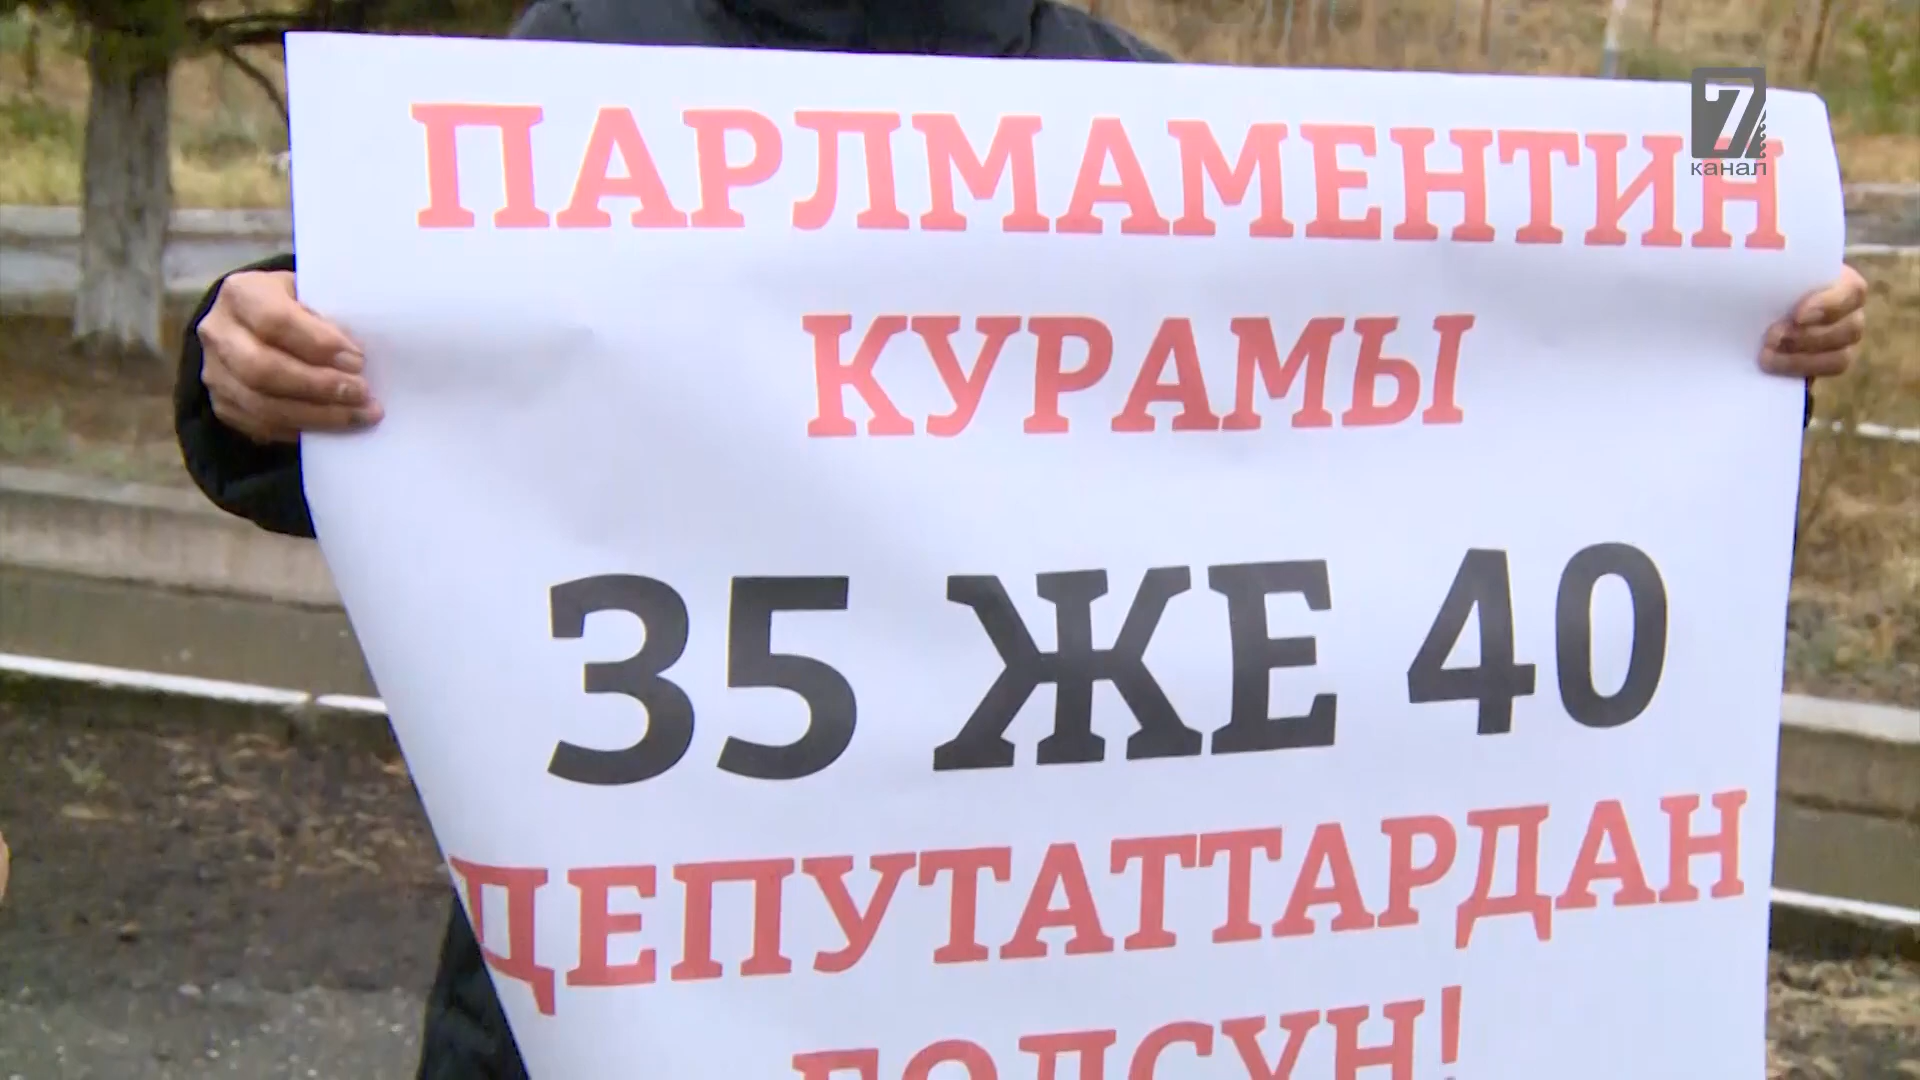 ПАРЛМАМЕНТИН
КУРАМЫ
35 ЖЕ 40
ДЕПУТАТТАРДАН
БОЛСУН!
7
канал